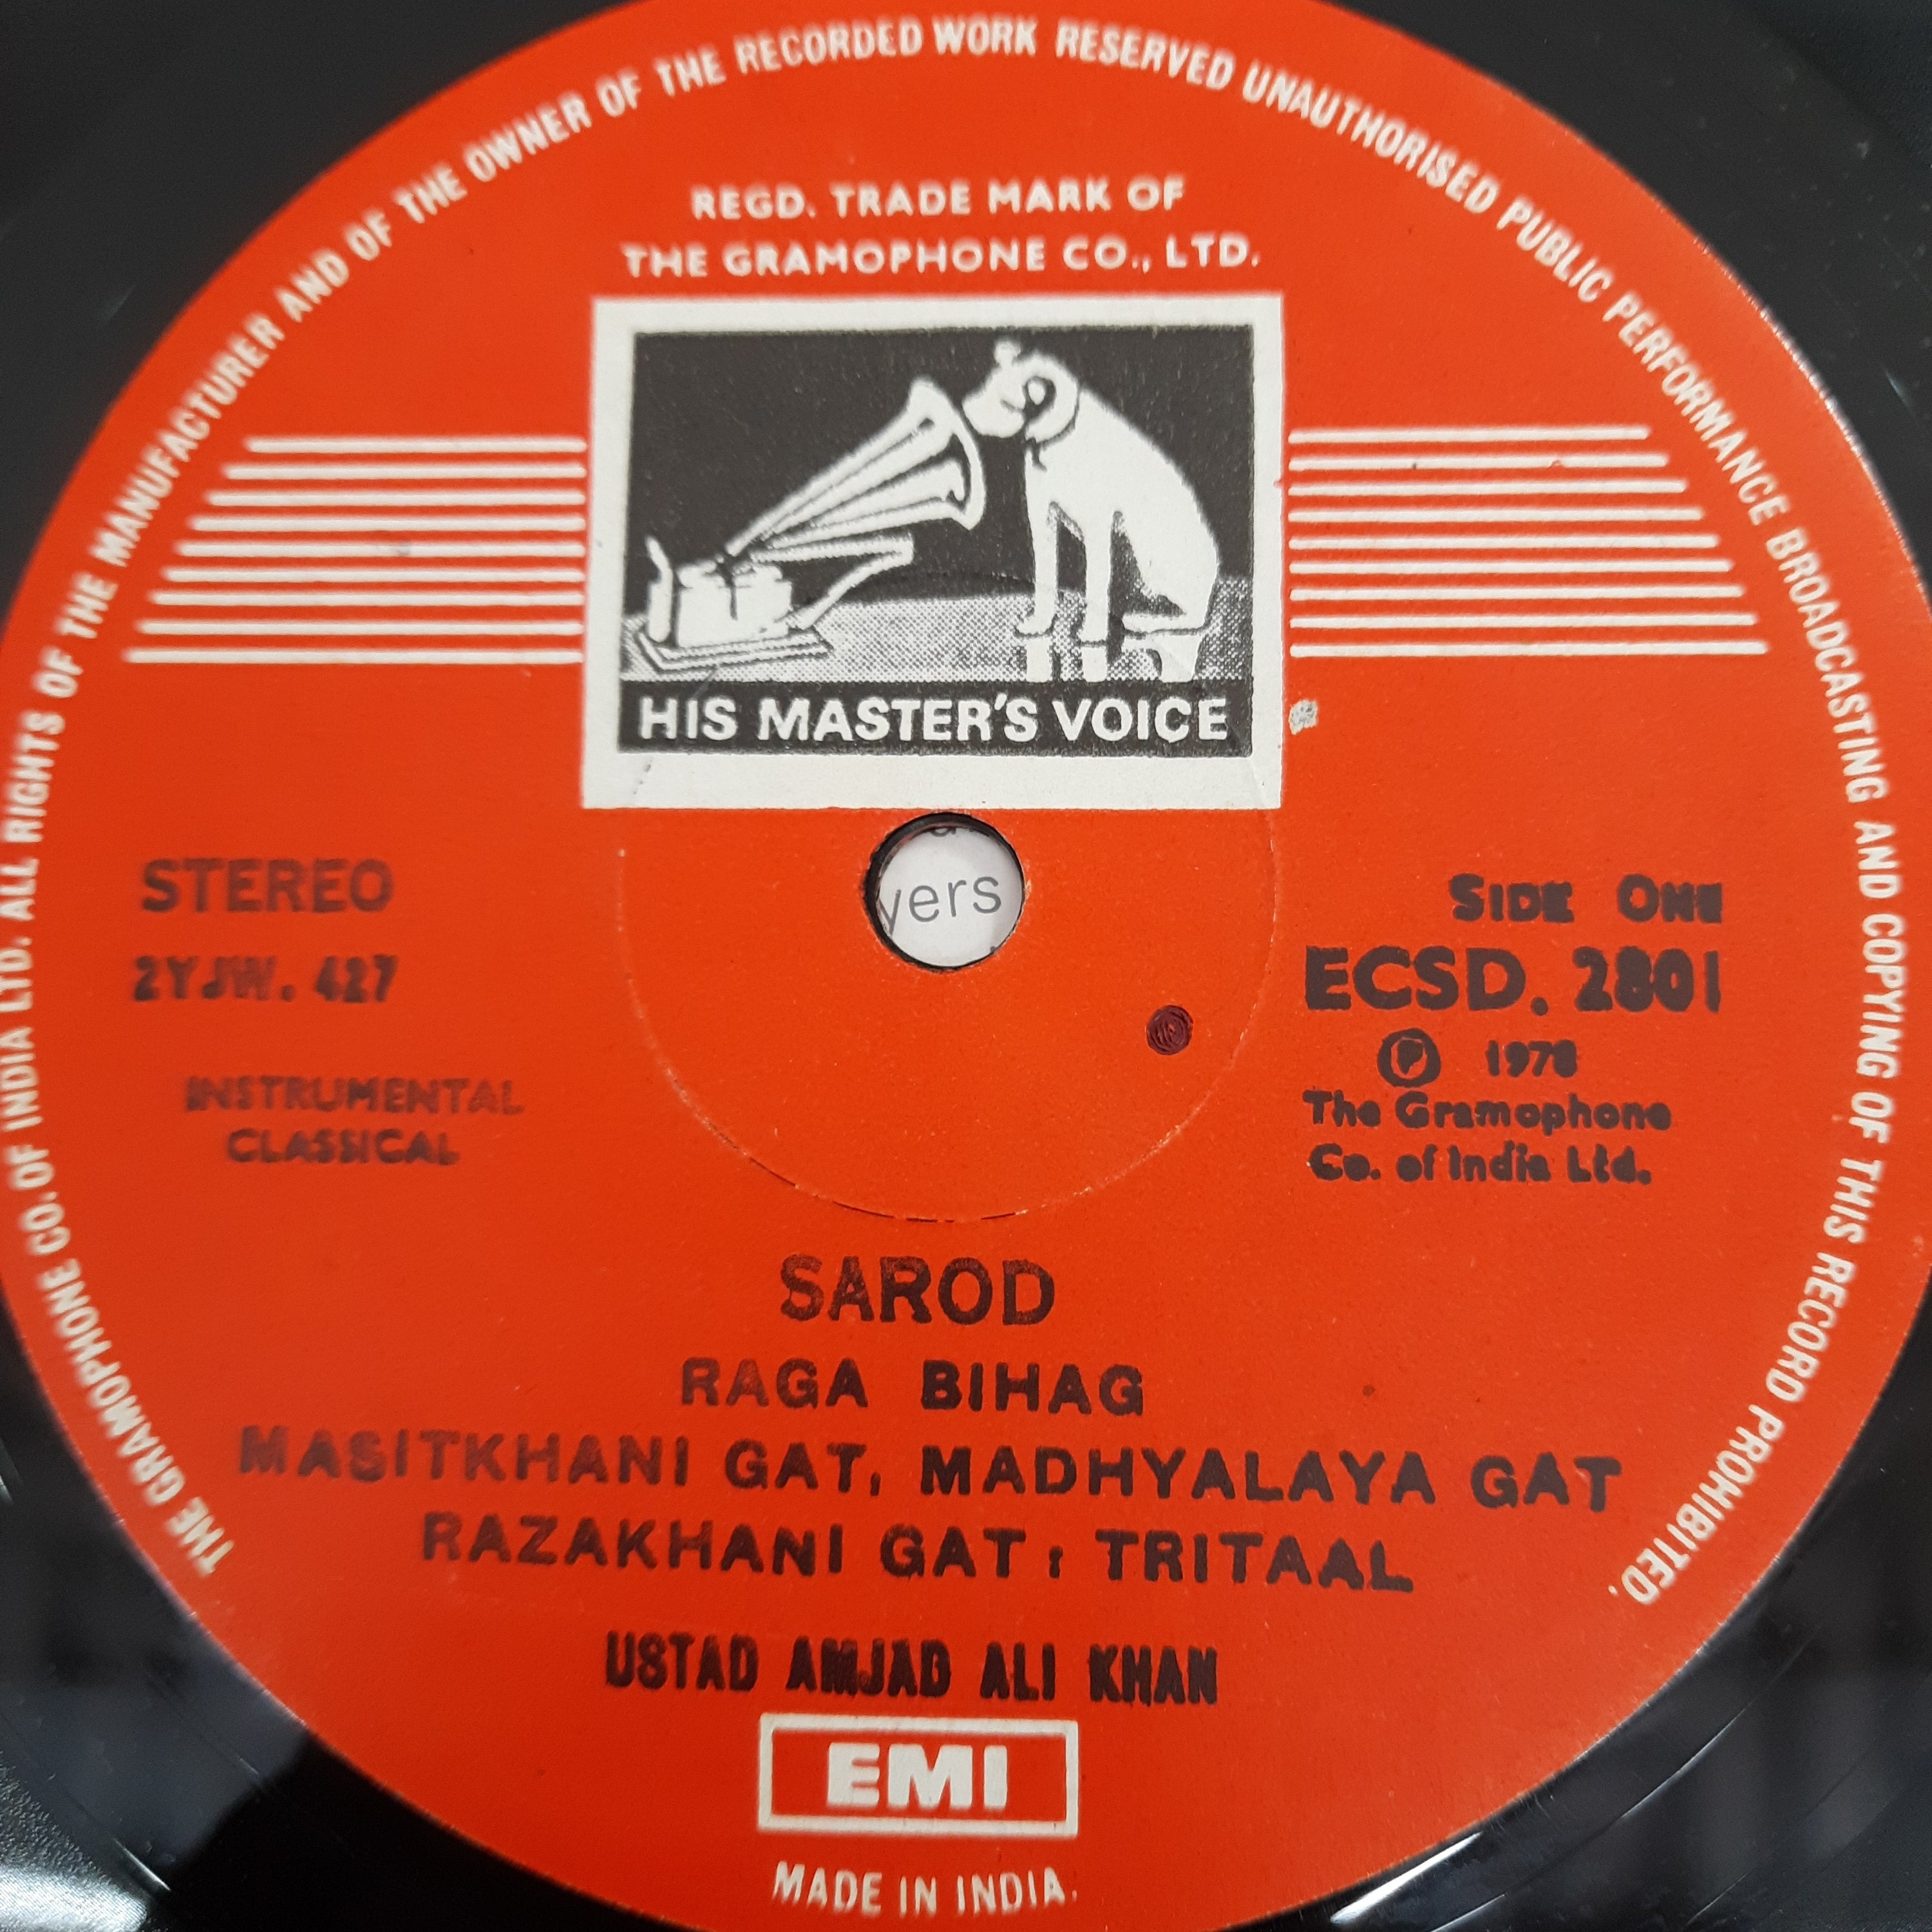 THE GRAMOPHONE CO. OF INDIA LTD. ALL RIGHTS OF THE MANUFACTURER AND OF THE OWNER OF THE RECORDED WORK RESERVED UNAUTHORISED PUBLIC PERFORMANCE BROADCASTING AND COPYING OF THIS RECORD PROHIBITED.
REGD. TRADE MARK OF
THE GRAMOPHONE CO., LTD.
HIS MASTER'S VOICE
STEREO
2YJW. 427
INSTRUMENTAL
CLASSICAL
yers
SIDE ONE
ECSD. 2801
Ⓟ 1978
The Gramophone
Co. of India Ltd.
SAROD
RAGA BIHAG
MASITKHANI GAT, MADHYALAYA GAT
RAZAKHANI GAT : TRITAAL
USTAD AMJAD ALI KHAN
EMI
MADE IN INDIA.